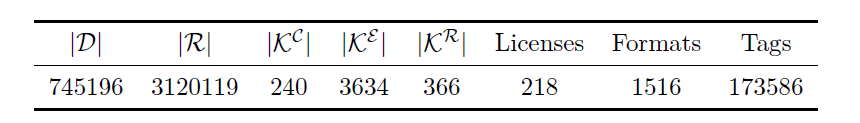 |𝒟| |ℛ| |𝒦^𝒞| |𝒦^ℰ| |𝒦^ℛ| Licenses Formats Tags
745196 3120119 240 3634 366 218 1516 173586